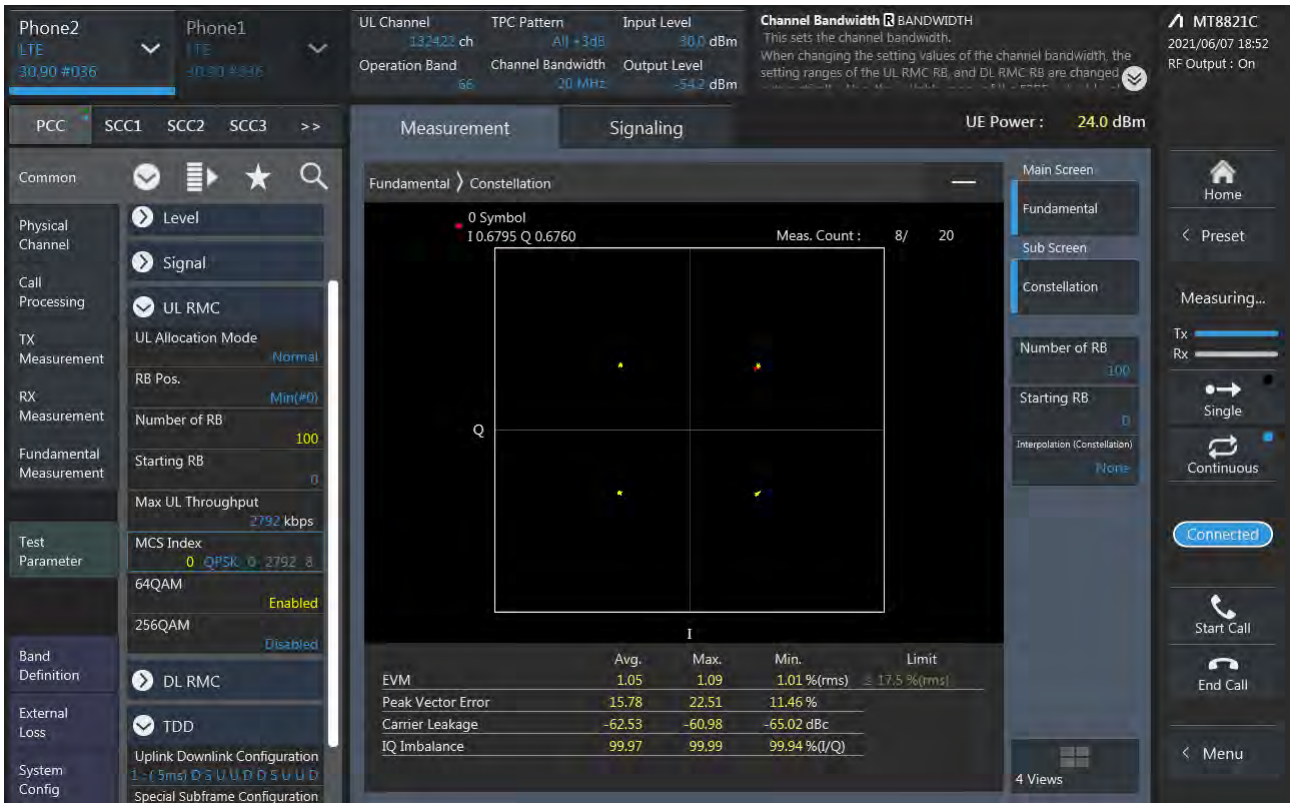 Phone2
LTE
30.90 #036
Phone1
LTE
30.90 #036
UL Channel
132422 ch
Operation Band
66
TPC Pattern
All +3dB
Channel Bandwidth
20 MHz
Input Level
30.0 dBm
Output Level
-54.2 dBm
Channel Bandwidth R BANDWIDTH
This sets the channel bandwidth.
When changing the setting values of the channel bandwidth, the
setting ranges of the UL RMC RB, and DL RMC RB are changed
MT8821C
2021/06/07 18:52
RF Output : On
PCC SCC1 SCC2 SCC3 >>
Measurement
Signaling
UE Power : 24.0 dBm
Common
Physical
Channel
Call
Processing
TX
Measurement
RX
Measurement
Fundamental
Measurement
Test
Parameter
Band
Definition
External
Loss
System
Config
Level
Signal
UL RMC
UL Allocation Mode
Normal
RB Pos.
Min(#0)
Number of RB
100
Starting RB
0
Max UL Throughput
2792 kbps
MCS Index
0 QPSK 0 2792 8
64QAM
Enabled
256QAM
Disabled
DL RMC
TDD
Uplink Downlink Configuration
1 : ( 5ms) D S U U D D S U U D
Special Subframe Configuration
Fundamental > Constellation
0 Symbol
I 0.6795 Q 0.6760
Meas. Count : 8/ 20
Q
I
Avg. Max. Min. Limit
EVM 1.05 1.09 1.01 %(rms) ≤ 17.5 %(rms)
Peak Vector Error 15.78 22.51 11.46 %
Carrier Leakage -62.53 -60.98 -65.02 dBc
IQ Imbalance 99.97 99.99 99.94 %(I/Q)
Main Screen
Fundamental
Sub Screen
Constellation
Number of RB
100
Starting RB
0
Interpolation (Constellation)
None
4 Views
Home
< Preset
Measuring...
Tx
Rx
Single
Continuous
Connected
Start Call
End Call
< Menu